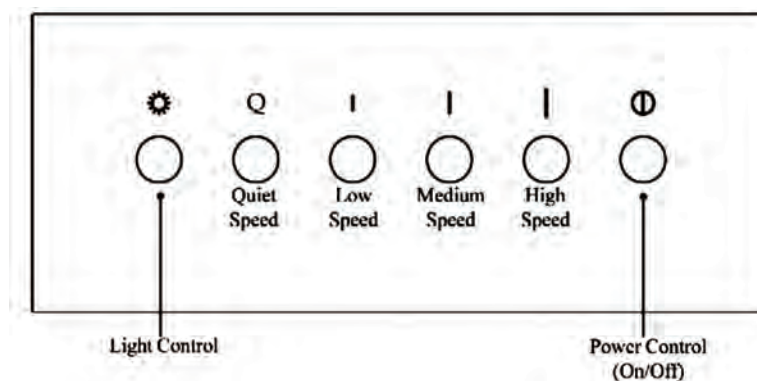 Q
Quiet Low Medium High
Speed Speed Speed Speed
Light Control
Power Control
(On/Off)